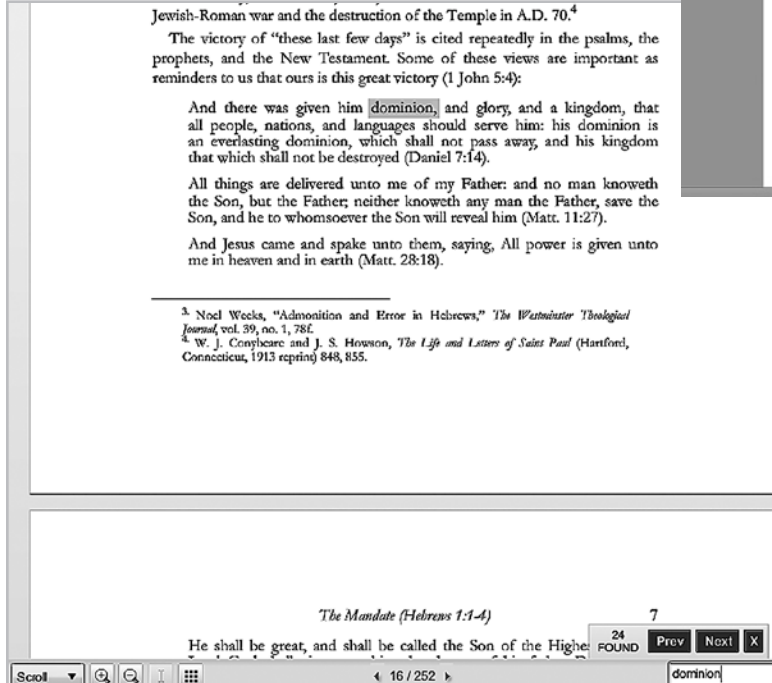 Jewish-Roman war and the destruction of the Temple in A.D. 70.4
The victory of “these last few days” is cited repeatedly in the psalms, the
prophets, and the New Testament. Some of these views are important as
reminders to us that ours is this great victory (1 John 5:4):
And there was given him dominion, and glory, and a kingdom, that
all people, nations, and languages should serve him: his dominion is
an everlasting dominion, which shall not pass away, and his kingdom
that which shall not be destroyed (Daniel 7:14).
All things are delivered unto me of my Father: and no man knoweth
the Son, but the Father; neither knoweth any man the Father, save the
Son, and he to whomsoever the Son will reveal him (Matt. 11:27).
And Jesus came and spake unto them, saying, All power is given unto
me in heaven and in earth (Matt. 28:18).
3. Noel Weeks, “Admonition and Error in Hebrews,” The Westminster Theological
Journal, vol. 39, no. 1, 78f.
4. W. J. Conybeare and J. S. Howson, The Life and Letters of Saint Paul (Hartford,
Connecticut, 1913 reprint) 848, 855.
The Mandate (Hebrews 1:1-4) 7
He shall be great, and shall be called the Son of the Highe
24
FOUND Prev Next X
Scroll 16 / 252 dominion